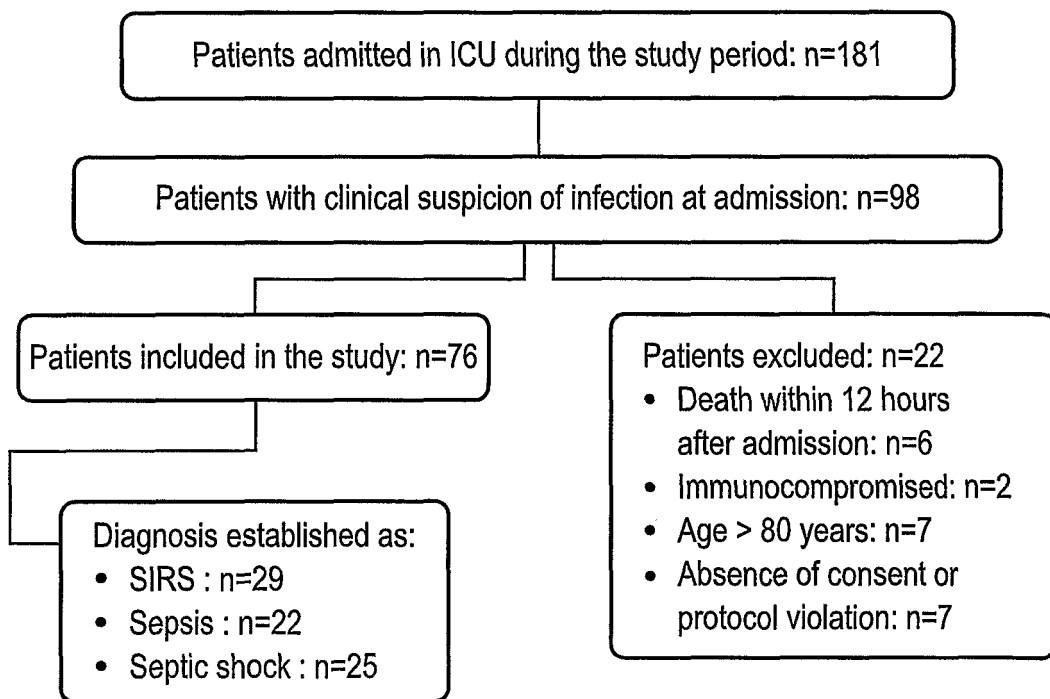 Patients admitted in ICU during the study period: n=181
Patients with clinical suspicion of infection at admission: n=98
Patients included in the study: n=76
Diagnosis established as:
• SIRS : n=29
• Sepsis : n=22
• Septic shock : n=25
Patients excluded: n=22
• Death within 12 hours
after admission: n=6
• Immunocompromised: n=2
• Age > 80 years: n=7
• Absence of consent or
protocol violation: n=7